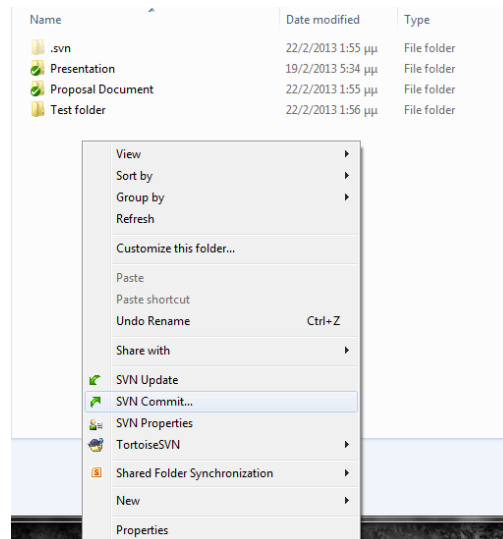 Name Date modified Type
.svn 22/2/2013 1:55 μμ File folder
Presentation 19/2/2013 5:34 μμ File folder
Proposal Document 22/2/2013 1:55 μμ File folder
Test folder 22/2/2013 1:56 μμ File folder
View
Sort by
Group by
Refresh
Customize this folder...
Paste
Paste shortcut
Undo Rename Ctrl+Z
Share with
SVN Update
SVN Commit...
SVN Properties
TortoiseSVN
S Shared Folder Synchronization
New
Properties